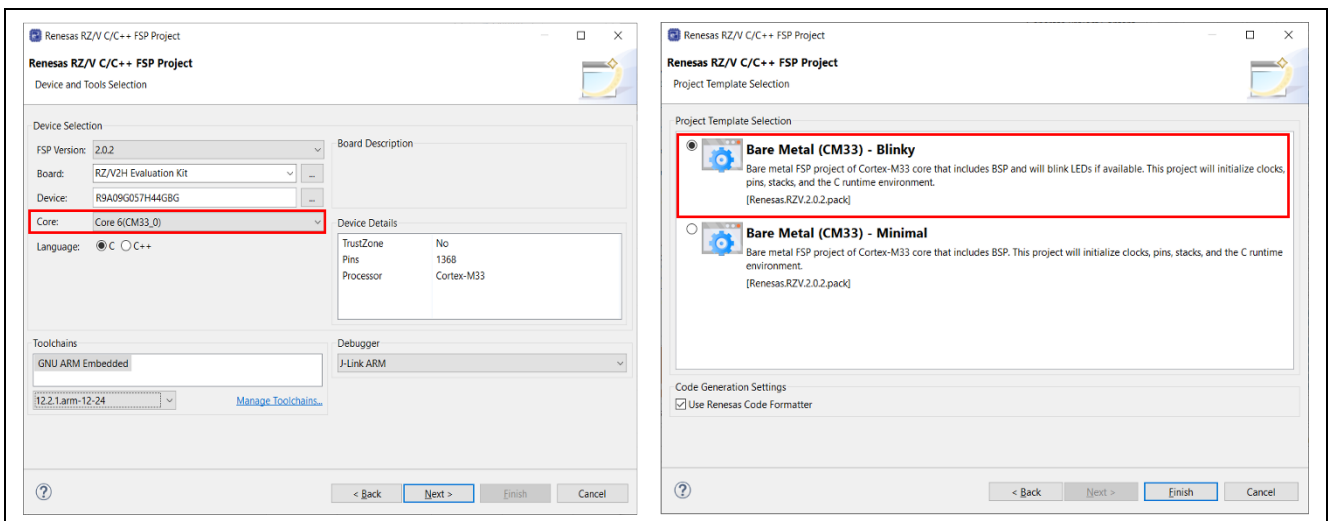 Renesas RZ/V C/C++ FSP Project
Renesas RZ/V C/C++ FSP Project
Device and Tools Selection
Device Selection
FSP Version: 2.0.2
Board: RZ/V2H Evaluation Kit ...
Device: R9A09G057H44GBG ...
Core: Core 6(CM33_0)
Language: C C++
Board Description
Device Details
TrustZone No
Pins 1368
Processor Cortex-M33
Toolchains
GNU ARM Embedded
12.2.1.arm-12-24
Manage Toolchains...
Debugger
J-Link ARM
?
< Back Next > Finish Cancel
Renesas RZ/V C/C++ FSP Project
Renesas RZ/V C/C++ FSP Project
Project Template Selection
Project Template Selection
Bare Metal (CM33) - Blinky
Bare metal FSP project of Cortex-M33 core that includes BSP and will blink LEDs if available. This project will initialize clocks,
pins, stacks, and the C runtime environment.
[Renesas.RZV.2.0.2.pack]
Bare Metal (CM33) - Minimal
Bare metal FSP project of Cortex-M33 core that includes BSP. This project will initialize clocks, pins, stacks, and the C runtime
environment.
[Renesas.RZV.2.0.2.pack]
Code Generation Settings
Use Renesas Code Formatter
?
< Back Next > Finish Cancel